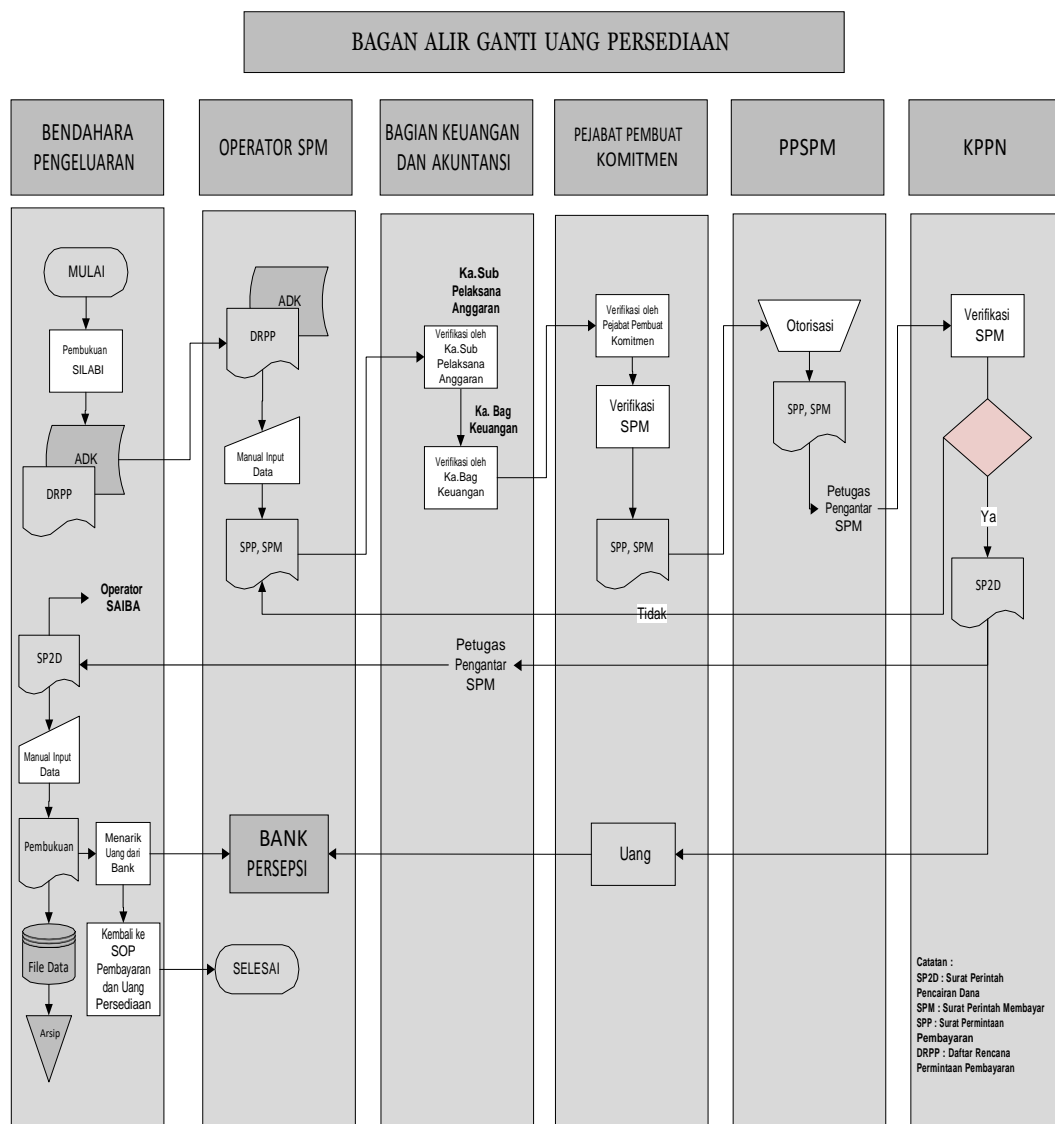 BAGAN ALIR GANTI UANG PERSEDIAAN
BENDAHARA
PENGELUARAN
OPERATOR SPM
BAGIAN KEUANGAN
DAN AKUNTANSI
PEJABAT PEMBUAT
KOMITMEN
PPSPM
KPPN
MULAI
Pembukuan
SILABI
ADK
DRPP
Operator
SAIBA
SP2D
Manual Input
Data
Pembukuan
Menarik
Uang dari
Bank
File Data
Kembali ke
SOP
Pembayaran
dan Uang
Persediaan
Arsip
ADK
DRPP
Manual Input
Data
SPP, SPM
BANK
PERSEPSI
SELESAI
Ka.Sub
Pelaksana
Anggaran
Verifikasi oleh
Ka.Sub
Pelaksana
Anggaran
Ka. Bag
Keuangan
Verifikasi oleh
Ka.Bag
Keuangan
Petugas
Pengantar
SPM
Verifikasi oleh
Pejabat Pembuat
Komitmen
Verifikasi
SPM
SPP, SPM
Tidak
Uang
Otorisasi
SPP, SPM
Petugas
Pengantar
SPM
Verifikasi
SPM
Ya
SP2D
Catatan :
SP2D : Surat Perintah
Pencairan Dana
SPM : Surat Perintah Membayar
SPP : Surat Permintaan
Pembayaran
DRPP : Daftar Rencana
Permintaan Pembayaran